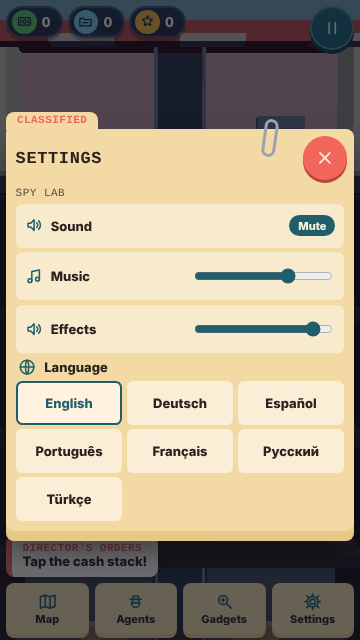 0 0 0
CLASSIFIED
SETTINGS
SPY LAB
Sound Mute
Music
Effects
Language
English Deutsch Español
Português Français Русский
Türkçe
DIRECTOR'S ORDERS
Tap the cash stack!
Map Agents Gadgets Settings